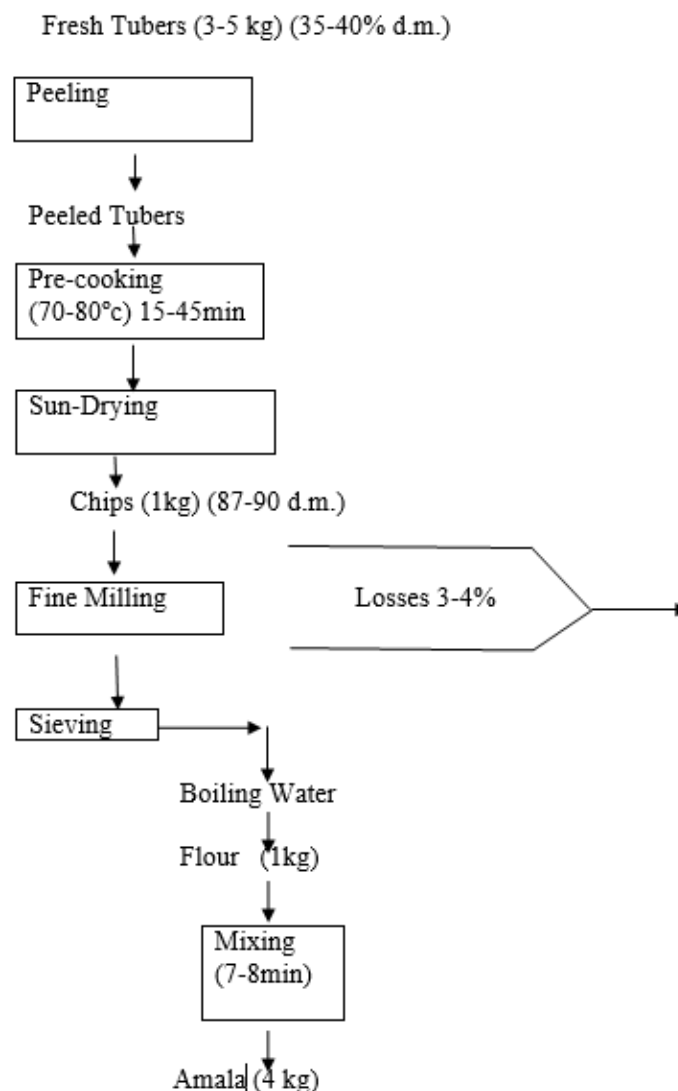 Fresh Tubers (3-5 kg) (35-40% d.m.)
Peeling
Peeled Tubers
Pre-cooking
(70-80°c) 15-45min
Sun-Drying
Chips (1kg) (87-90 d.m.)
Fine Milling
Losses 3-4%
Sieving
Boiling Water
Flour (1kg)
Mixing
(7-8min)
Amala (4 kg)